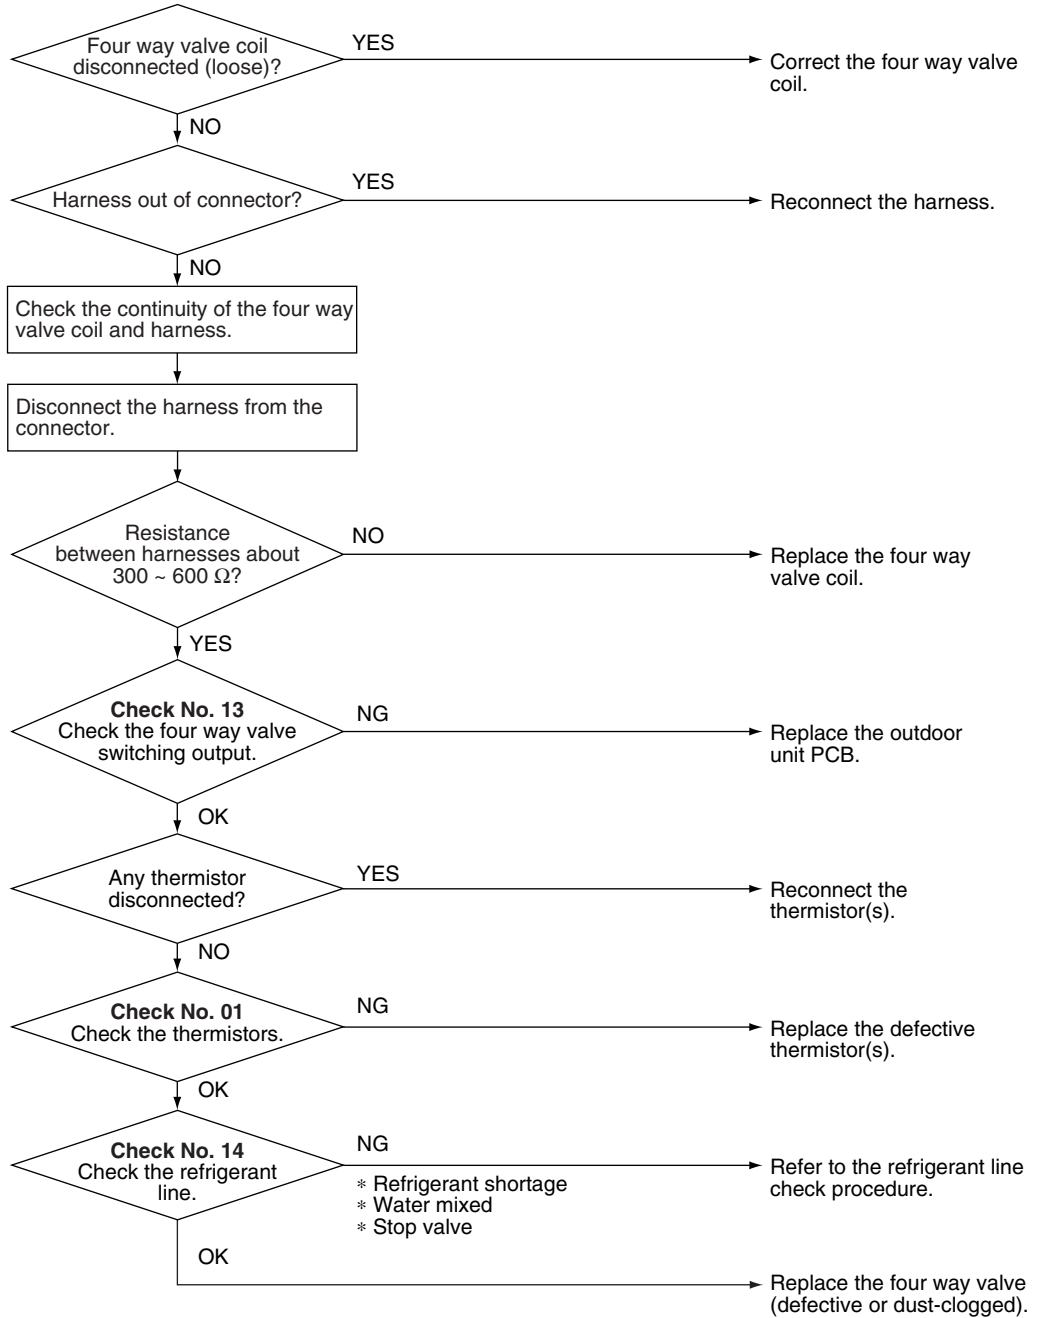 Four way valve coil
disconnected (loose)?
YES
Correct the four way valve
coil.
NO
Harness out of connector?
YES
Reconnect the harness.
NO
Check the continuity of the four way
valve coil and harness.
Disconnect the harness from the
connector.
Resistance
between harnesses about
300 ~ 600 Ω?
NO
Replace the four way
valve coil.
YES
Check No. 13
Check the four way valve
switching output.
NG
Replace the outdoor
unit PCB.
OK
Any thermistor
disconnected?
YES
Reconnect the
thermistor(s).
NO
Check No. 01
Check the thermistors.
NG
Replace the defective
thermistor(s).
OK
Check No. 14
Check the refrigerant
line.
NG
∗ Refrigerant shortage
∗ Water mixed
∗ Stop valve
Refer to the refrigerant line
check procedure.
OK
Replace the four way valve
(defective or dust-clogged).